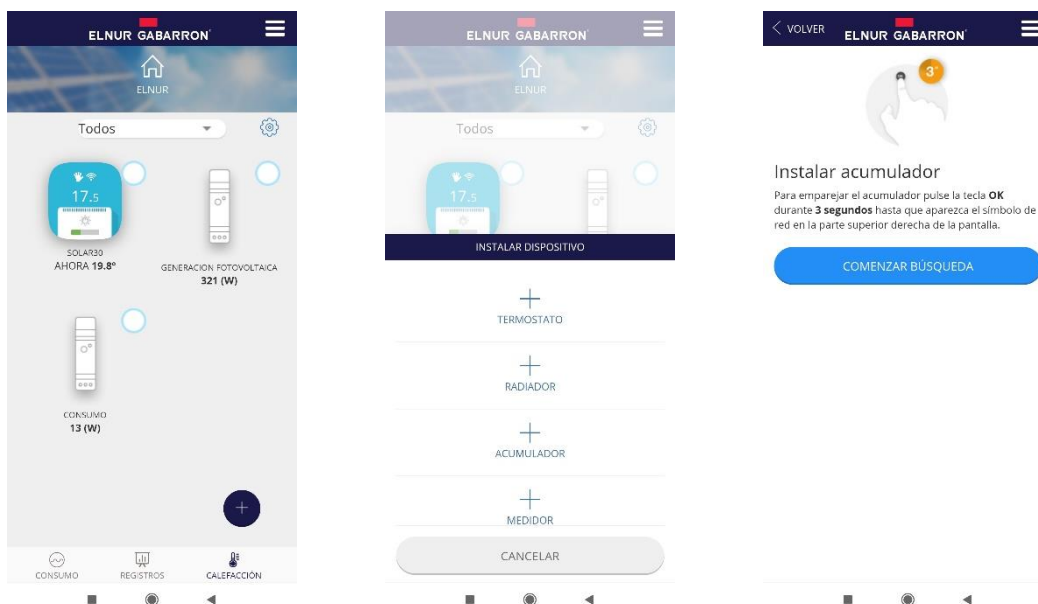 ELNUR GABARRON
ELNUR
Todos
17.5
SOLAR30
AHORA 19.8°
GENERACION FOTOVOLTAICA
321 (W)
CONSUMO
13 (W)
+
CONSUMO
REGISTROS
CALEFACCIÓN
ELNUR GABARRON
ELNUR
Todos
17.5
INSTALAR DISPOSITIVO
TERMOSTATO
RADIADOR
ACUMULADOR
MEDIDOR
CANCELAR
< VOLVER
ELNUR GABARRON
3"
Instalar acumulador
Para emparejar el acumulador pulse la tecla OK
durante 3 segundos hasta que aparezca el símbolo de
red en la parte superior derecha de la pantalla.
COMENZAR BÚSQUEDA